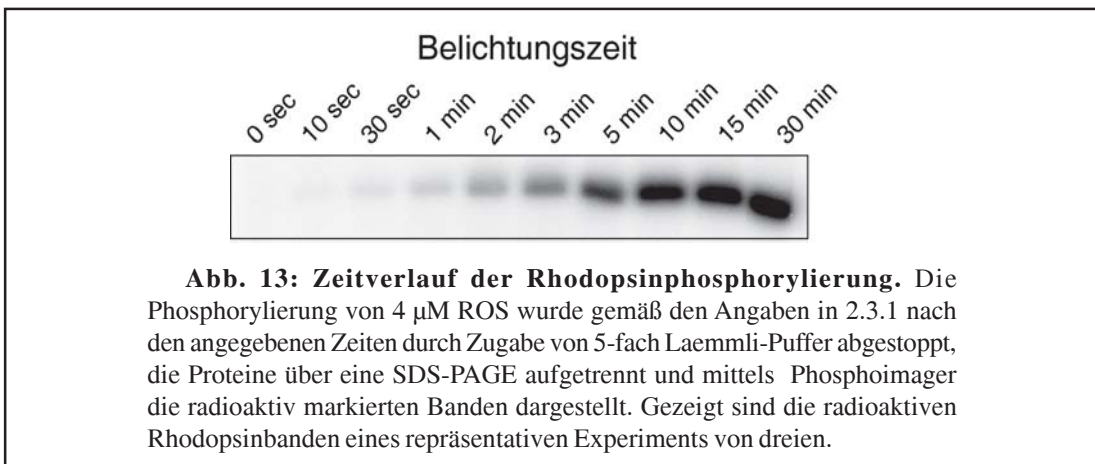 Belichtungszeit
0 sec 10 sec 30 sec 1 min 2 min 3 min 5 min 10 min 15 min 30 min
Abb. 13: Zeitverlauf der Rhodopsinphosphorylierung. Die
Phosphorylierung von 4 µM ROS wurde gemäß den Angaben in 2.3.1 nach
den angegebenen Zeiten durch Zugabe von 5-fach Laemmli-Puffer abgestoppt,
die Proteine über eine SDS-PAGE aufgetrennt und mittels Phosphoimager
die radioaktiv markierten Banden dargestellt. Gezeigt sind die radioaktiven
Rhodopsinbanden eines repräsentativen Experiments von dreien.